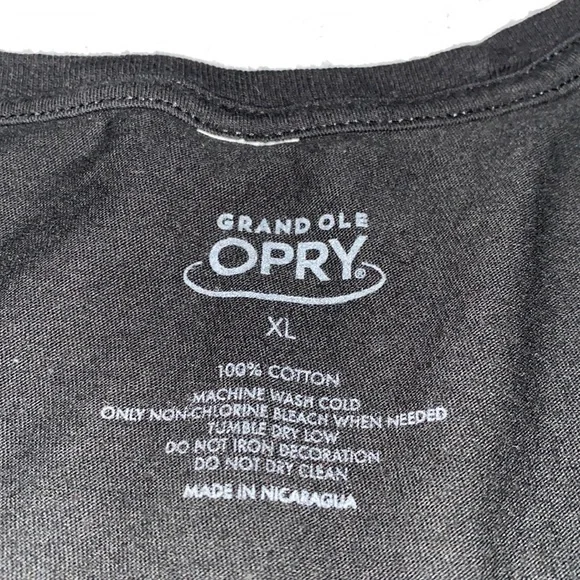 GRAND OLE
OPRY®
XL
100% COTTON
MACHINE WASH COLD
ONLY NON-CHLORINE BLEACH WHEN NEEDED
TUMBLE DRY LOW
DO NOT IRON DECORATION
DO NOT DRY CLEAN
MADE IN NICARAGUA